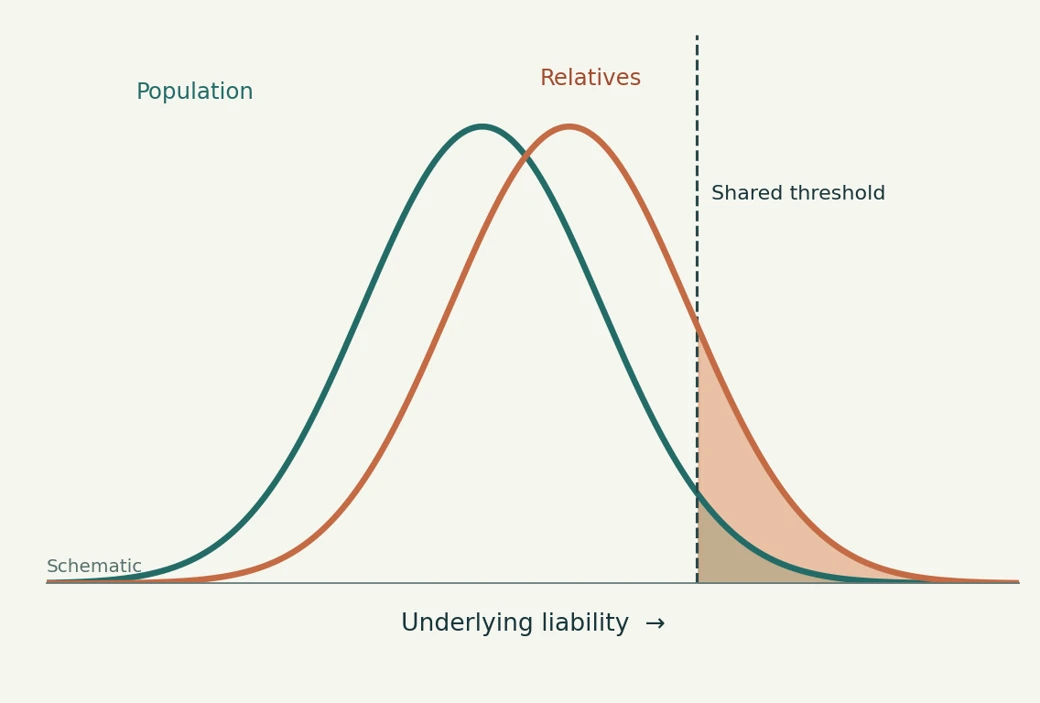 Relatives
Population
Shared threshold
Schematic
Underlying liability →